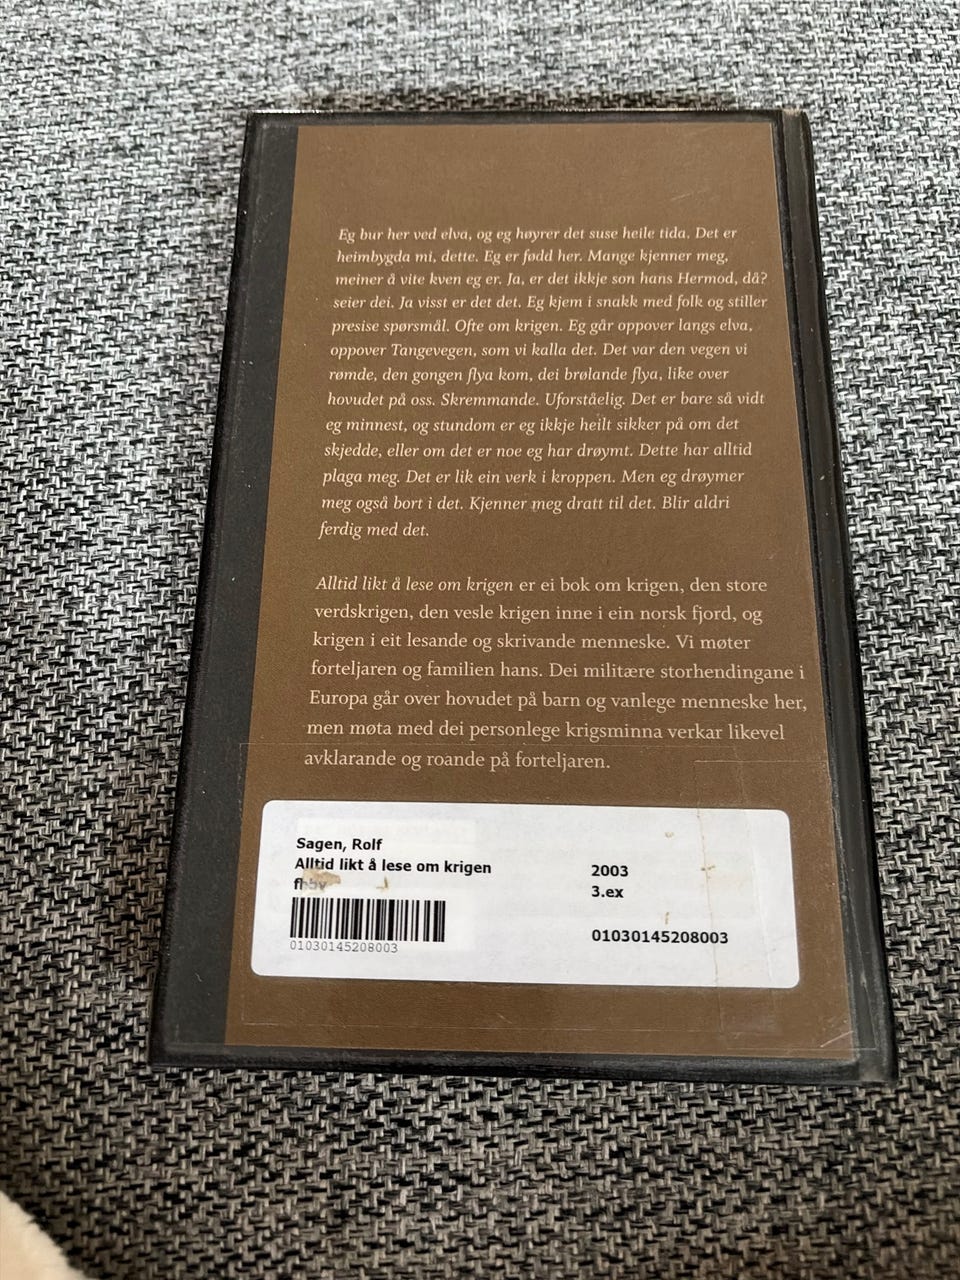 Eg bur her ved elva, og eg høyrer det suse heile tida. Det er
heimbygda mi, dette. Eg er fødd her. Mange kjenner meg,
meiner å vite kven eg er. Ja, er det ikkje son hans Hermod, då?
seier dei. Ja visst er det det. Eg kjem i snakk med folk og stiller
presise spørsmål. Ofte om krigen. Eg går oppover langs elva,
oppover Tangevegen, som vi kalla det. Det var den vegen vi
rømde, den gongen flya kom, dei brølande flya, like over
hovudet på oss. Skremmande. Uforståelig. Det er bare så vidt
eg minnest, og stundom er eg ikkje heilt sikker på om det
skjedde, eller om det er noe eg har drøymt. Dette har alltid
plaga meg. Det er lik ein verk i kroppen. Men eg drøymer
meg også bort i det. Kjenner meg dratt til det. Blir aldri
ferdig med det.
Alltid likt å lese om krigen er ei bok om krigen, den store
verdskrigen, den vesle krigen inne i ein norsk fjord, og
krigen i eit lesande og skrivande menneske. Vi møter
forteljaren og familien hans. Dei militære storhendingane i
Europa går over hovudet på barn og vanlege menneske her,
men møta med dei personlege krigsminna verkar likevel
avklarande og roande på forteljaren.
Sagen, Rolf
Alltid likt å lese om krigen
2003
3.ex
01030145208003
01030145208003